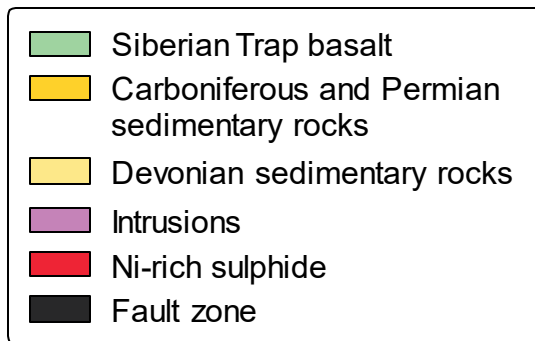 Siberian Trap basalt
Carboniferous and Permian
sedimentary rocks
Devonian sedimentary rocks
Intrusions
Ni-rich sulphide
Fault zone